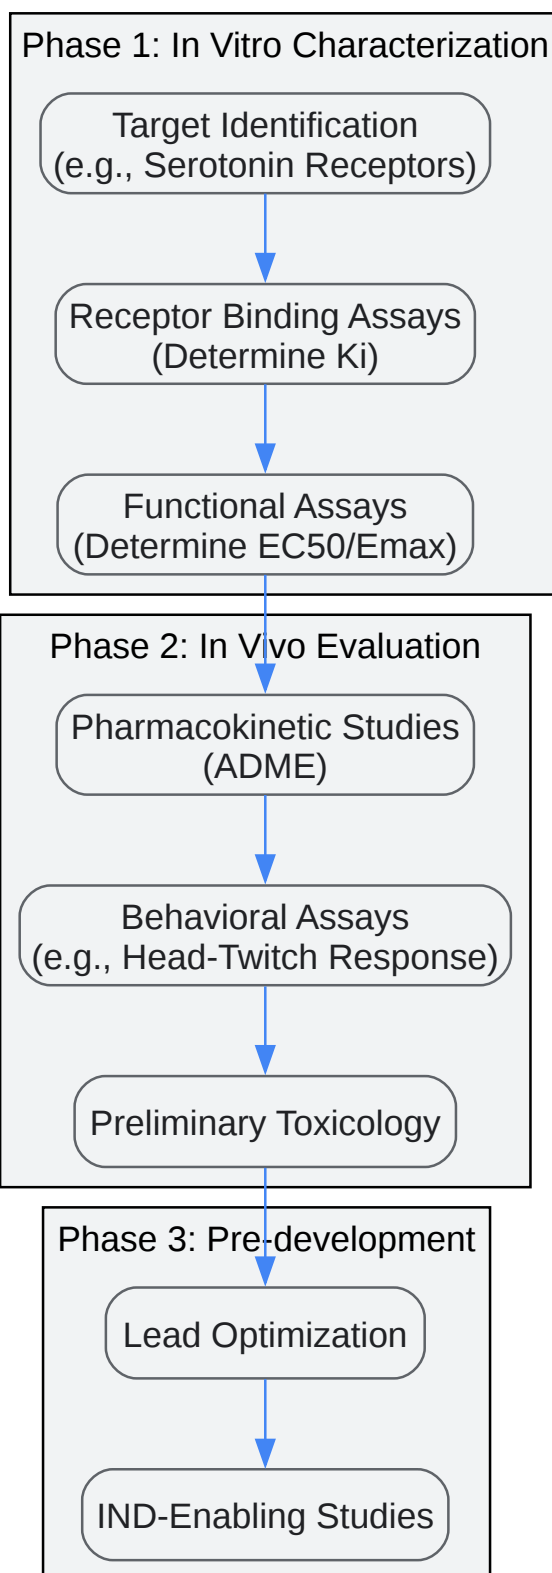 Phase 1: In Vitro Characterization
Target Identification
(e.g., Serotonin Receptors)
Receptor Binding Assays
(Determine Ki)
Functional Assays
(Determine EC50/Emax)
Phase 2: In Vivo Evaluation
Pharmacokinetic Studies
(ADME)
Behavioral Assays
(e.g., Head-Twitch Response)
Preliminary Toxicology
Phase 3: Pre-development
Lead Optimization
IND-Enabling Studies